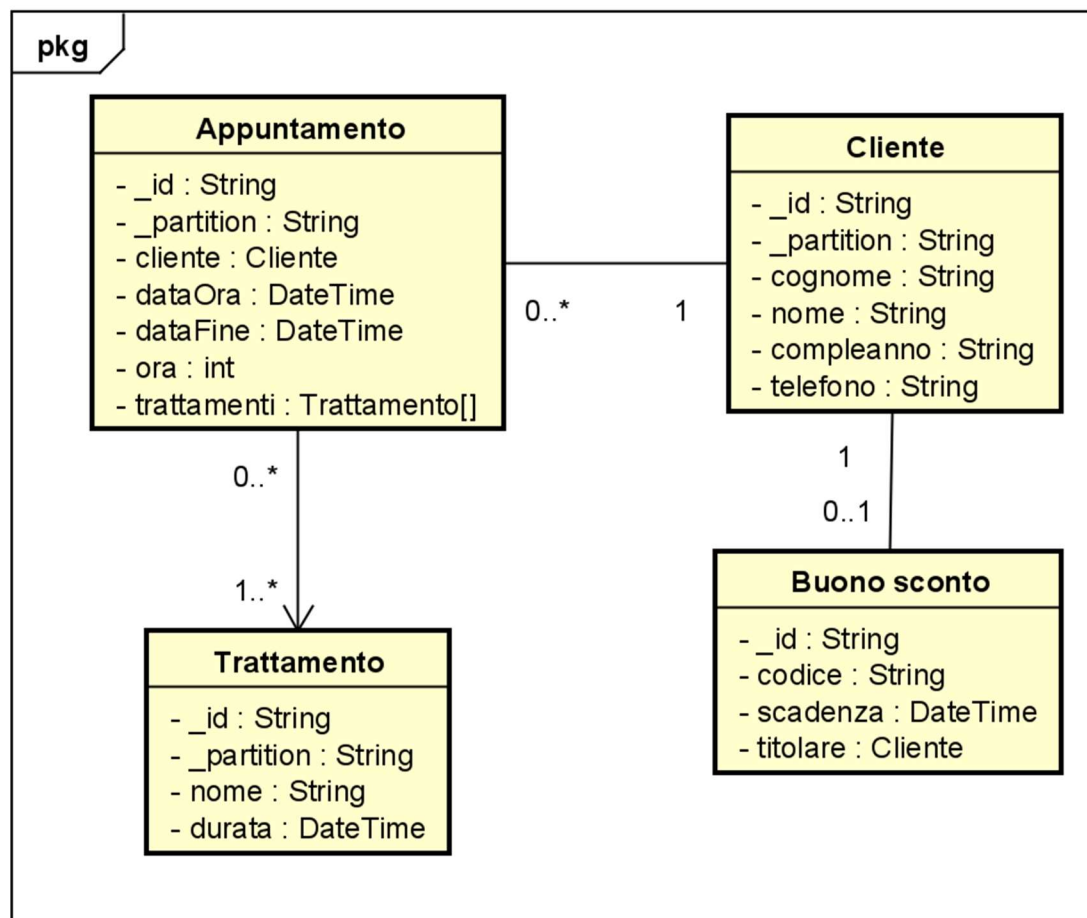 pkg
Appuntamento
- _id : String
- _partition : String
- cliente : Cliente
- dataOra : DateTime
- dataFine : DateTime
- ora : int
- trattamenti : Trattamento[]
Cliente
- _id : String
- _partition : String
- cognome : String
- nome : String
- compleanno : String
- telefono : String
0..*
1
0..*
1..*
1
0..1
Trattamento
- _id : String
- _partition : String
- nome : String
- durata : DateTime
Buono sconto
- _id : String
- codice : String
- scadenza : DateTime
- titolare : Cliente